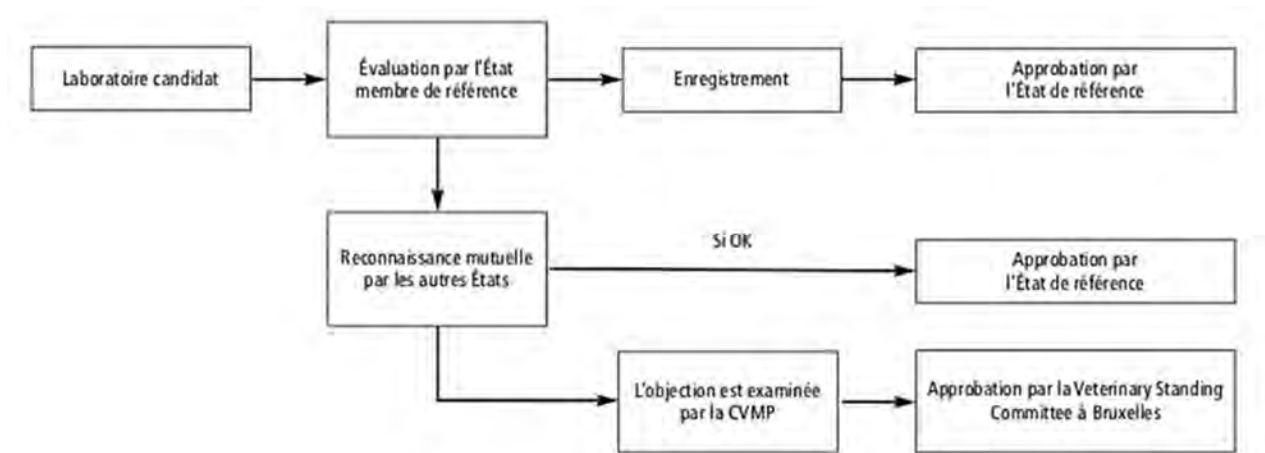 Laboratoire candidat
Évaluation par l'État
membre de référence
Enregistrement
Approbation par
l'État de référence
Reconnaissance mutuelle
par les autres États
Si OK
Approbation par
l'État de référence
L'objection est examinée
par la CVMP
Approbation par la Veterinary Standing
Committee à Bruxelles